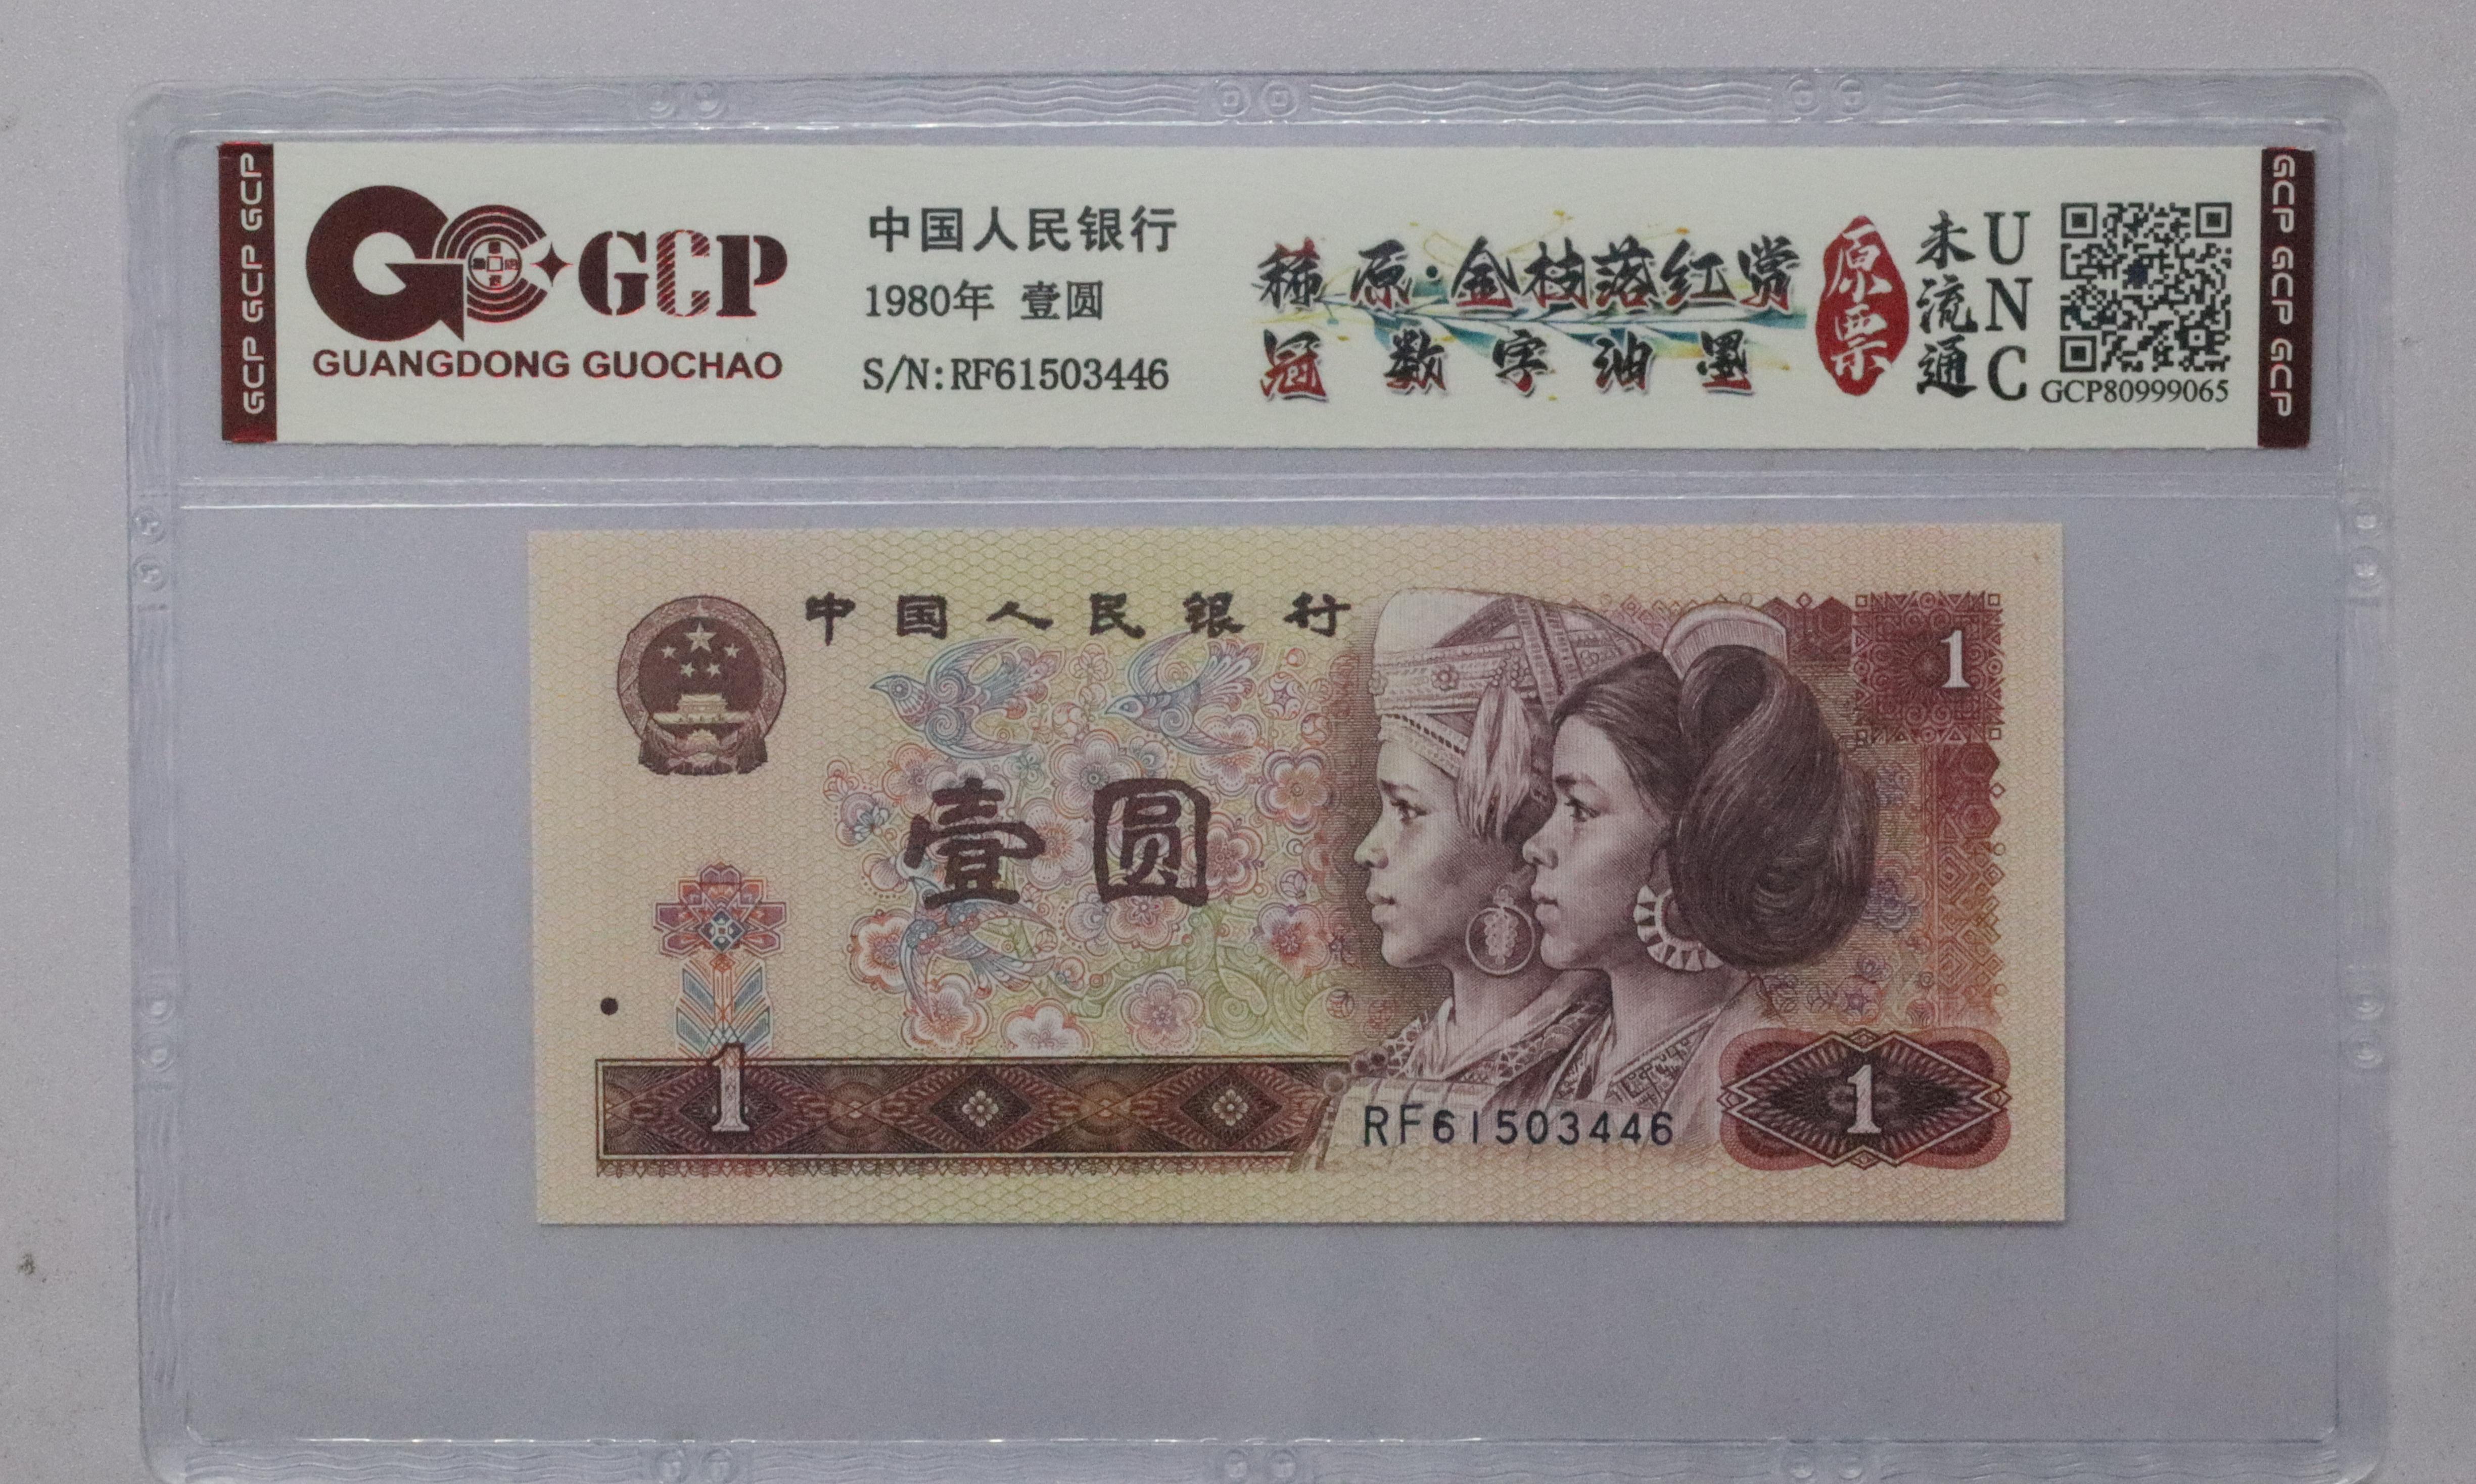 GCP GCP GCP
GCP
GUANGDONG GUOCHAO
中国人民银行
1980年 壹圆
S/N:RF61503446
稀原·金枝落红赏
冠数字油墨
原票
未流通
UNC
GCP80999065
GCP GCP GCP
中国人民银行
1
壹圆
1
RF61503446
1